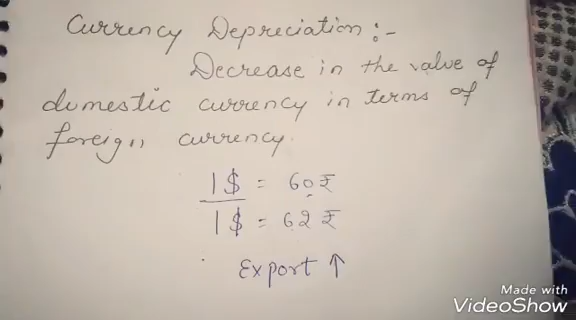 Currency Depreciation :-
Decrease in the value of
domestic currency in terms of
foreign currency.
1$ = 60 ₹
1$ = 62 ₹
Export ↑
Made with
VideoShow